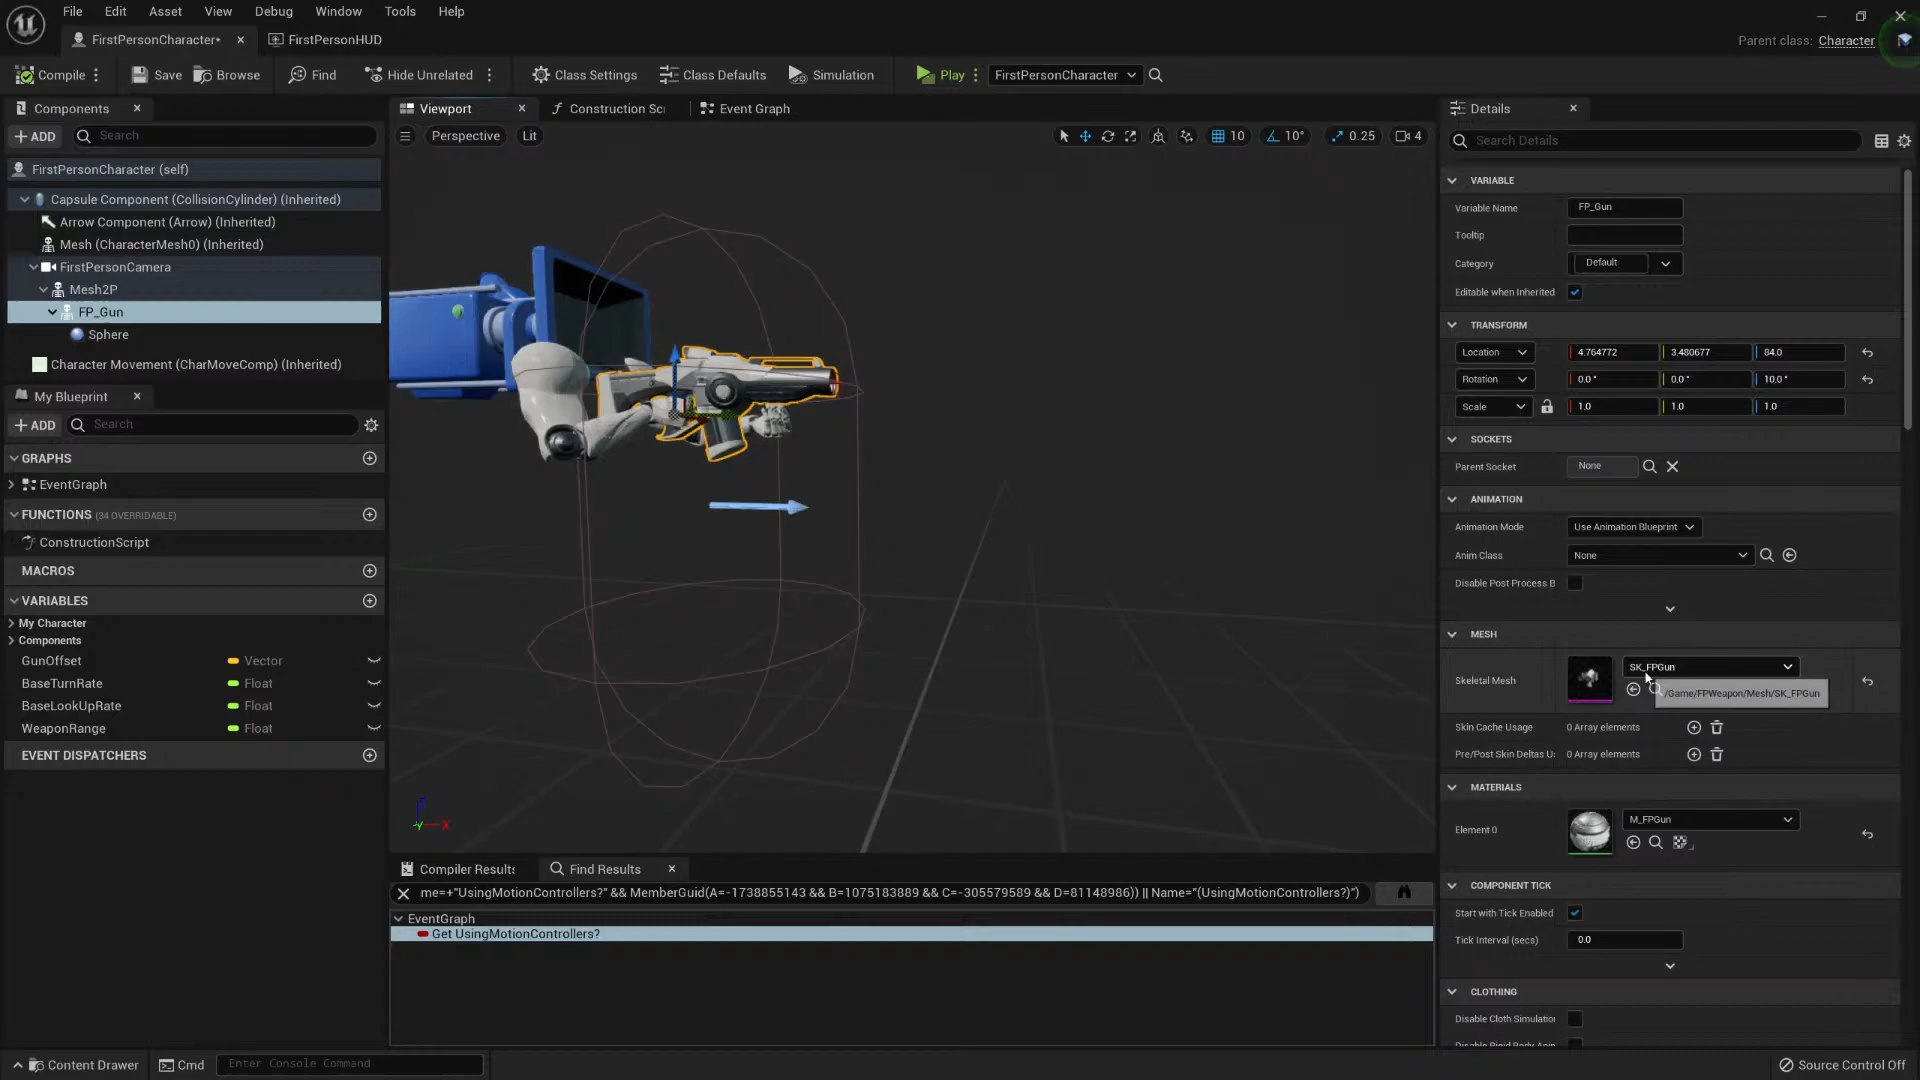 File Edit Asset View Debug Window Tools Help
FirstPersonCharacter* FirstPersonHUD
Parent class: Character
Compile Save Browse Find Hide Unrelated Class Settings Class Defaults Simulation Play FirstPersonCharacter
Components
ADD Search
FirstPersonCharacter (self)
Capsule Component (CollisionCylinder) (Inherited)
Arrow Component (Arrow) (Inherited)
Mesh (CharacterMesh0) (Inherited)
FirstPersonCamera
Mesh2P
FP_Gun
Sphere
Character Movement (CharMoveComp) (Inherited)
My Blueprint
ADD Search
GRAPHS
EventGraph
FUNCTIONS (34 OVERRIDABLE)
ConstructionScript
MACROS
VARIABLES
My Character
Components
GunOffset Vector
BaseTurnRate Float
BaseLookUpRate Float
WeaponRange Float
EVENT DISPATCHERS
Viewport Construction Scr Event Graph
Perspective Lit 10 10° 0.25 4
Z
Y X
Compiler Results Find Results
me=+"UsingMotionControllers?" && MemberGuid(A=-1738855143 && B=1075183889 && C=-305579589 && D=81148986)) || Name="(UsingMotionControllers?)")
EventGraph
Get UsingMotionControllers?
Details
Search Details
VARIABLE
Variable Name FP_Gun
Tooltip
Category Default
Editable when Inherited
TRANSFORM
Location 4.764772 3.480677 84.0
Rotation 0.0 ° 0.0 ° 10.0 °
Scale 1.0 1.0 1.0
SOCKETS
Parent Socket None
ANIMATION
Animation Mode Use Animation Blueprint
Anim Class None
Disable Post Process B
MESH
Skeletal Mesh SK_FPGun
/Game/FPWeapon/Mesh/SK_FPGun
Skin Cache Usage 0 Array elements
Pre/Post Skin Deltas U: 0 Array elements
MATERIALS
Element 0 M_FPGun
COMPONENT TICK
Start with Tick Enabled
Tick Interval (secs) 0.0
CLOTHING
Disable Cloth Simulatior
Content Drawer Cmd Enter Console Command Source Control Off